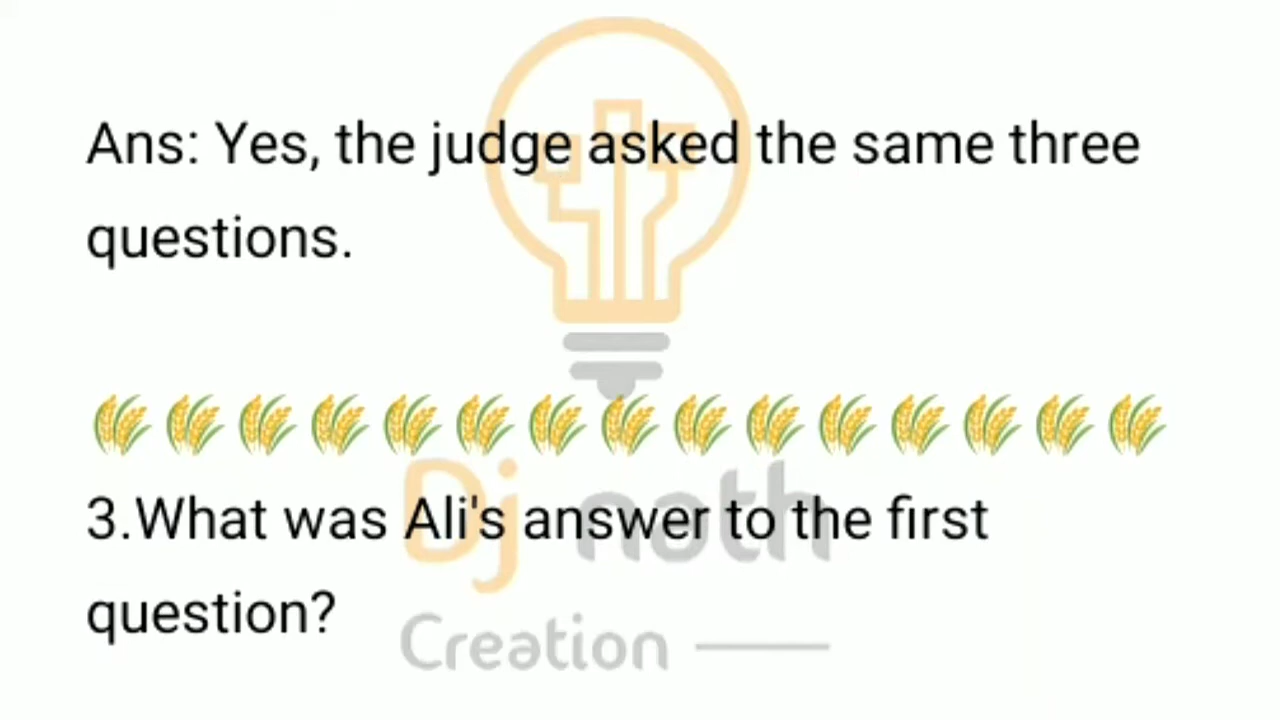 Ans: Yes, the judge asked the same three
questions.
🌾🌾🌾🌾🌾🌾🌾🌾🌾🌾🌾🌾🌾🌾🌾
3.What was Ali's answer to the first
question?
Dj noth
Creation